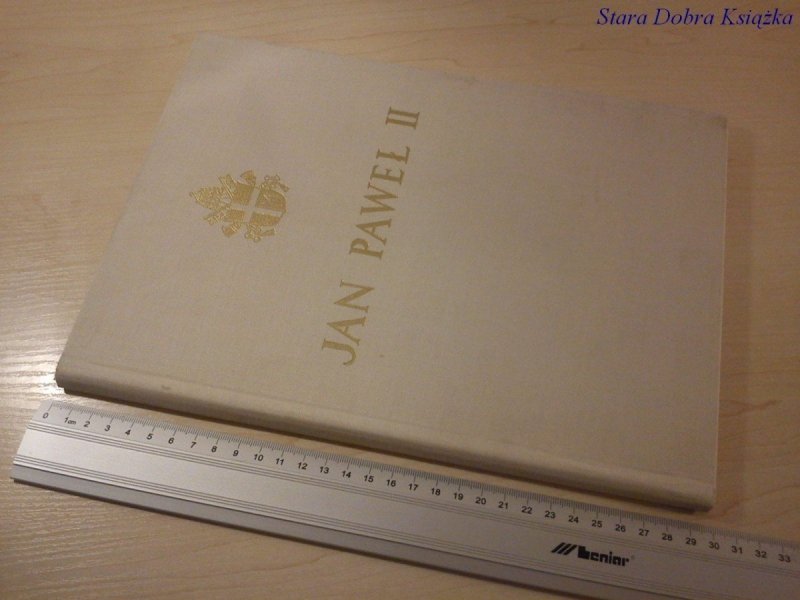 Stara Dobra Książka
JAN PAWEŁ II
0 1cm 2 3 4 5 6 7 8 9 10 11 12 13 14 15 16 17 18 19 20 21 22 23 24 25 26 27 28 29 30 31 32 33
leniar®